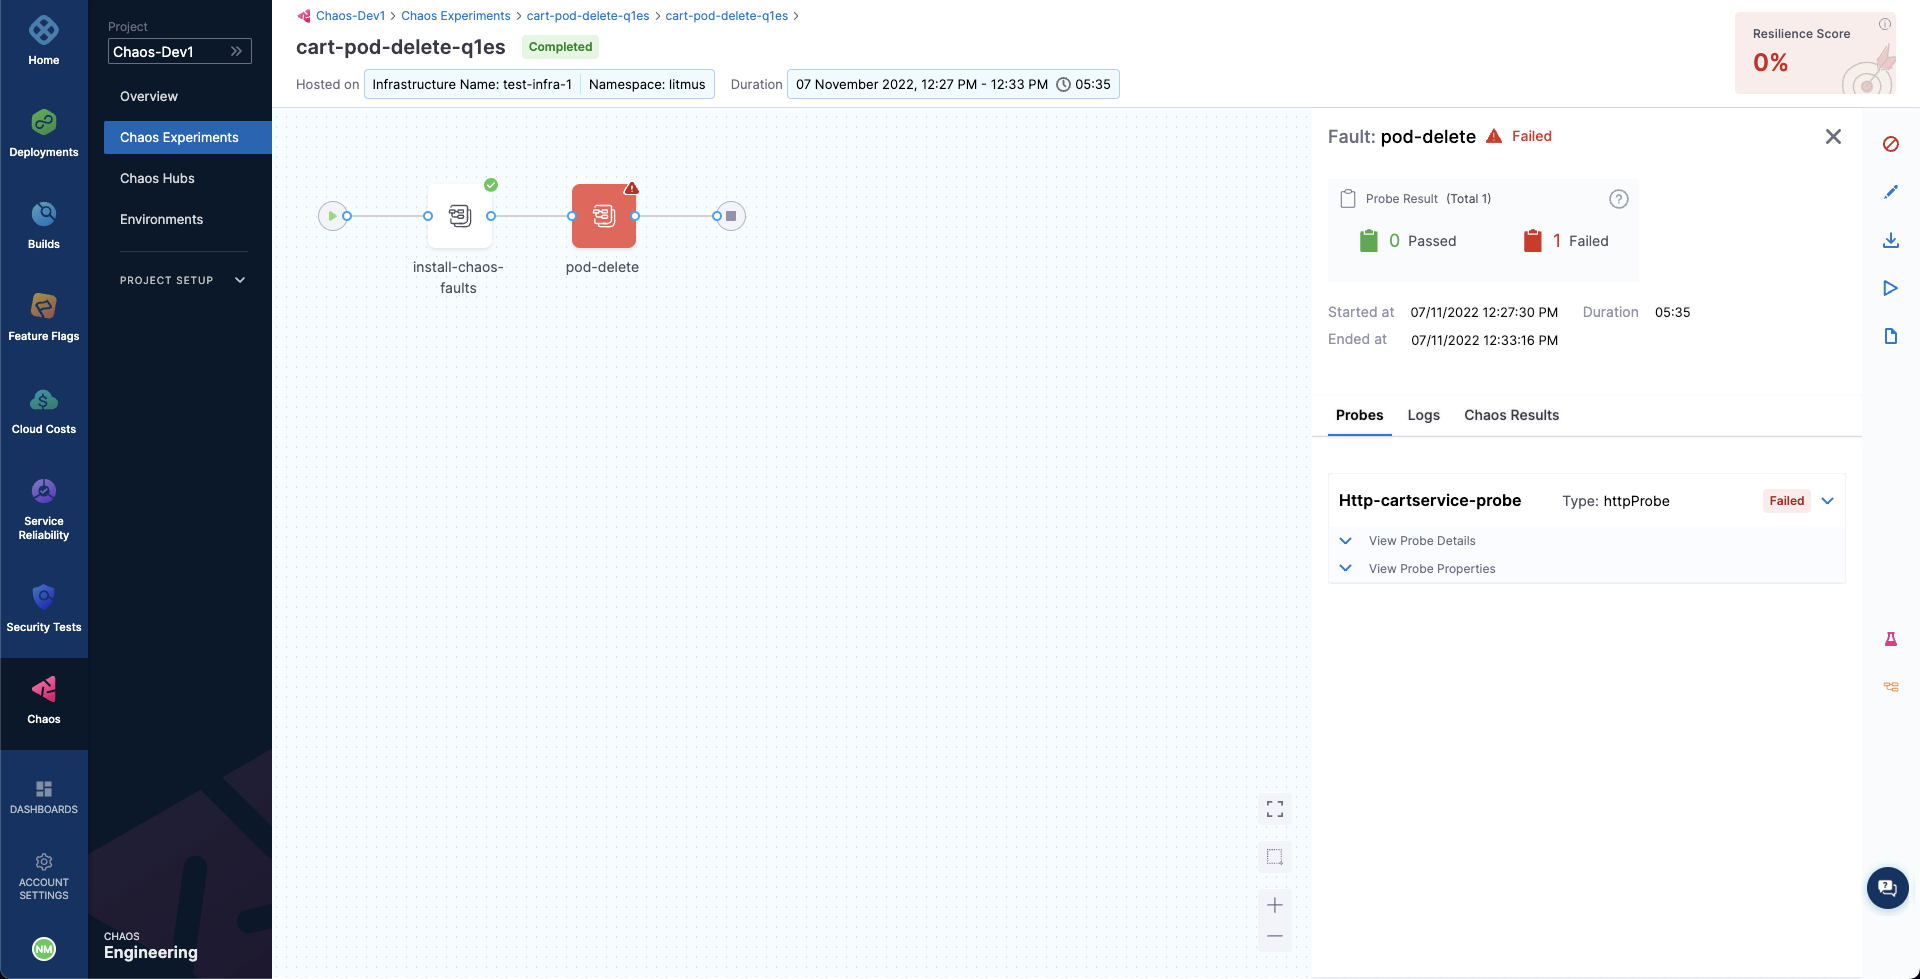 Home
Deployments
Builds
Feature Flags
Cloud Costs
Service
Reliability
Security Tests
Chaos
DASHBOARDS
ACCOUNT
SETTINGS
NM
Project
Chaos-Dev1
Overview
Chaos Experiments
Chaos Hubs
Environments
PROJECT SETUP
CHAOS
Engineering
Chaos-Dev1 > Chaos Experiments > cart-pod-delete-q1es > cart-pod-delete-q1es >
cart-pod-delete-q1es Completed
Hosted on Infrastructure Name: test-infra-1 Namespace: litmus Duration 07 November 2022, 12:27 PM - 12:33 PM 05:35
Resilience Score
0%
install-chaos-
faults
pod-delete
Fault: pod-delete Failed
Probe Result (Total 1)
0 Passed 1 Failed
Started at 07/11/2022 12:27:30 PM Duration 05:35
Ended at 07/11/2022 12:33:16 PM
Probes Logs Chaos Results
Http-cartservice-probe Type: httpProbe Failed
View Probe Details
View Probe Properties